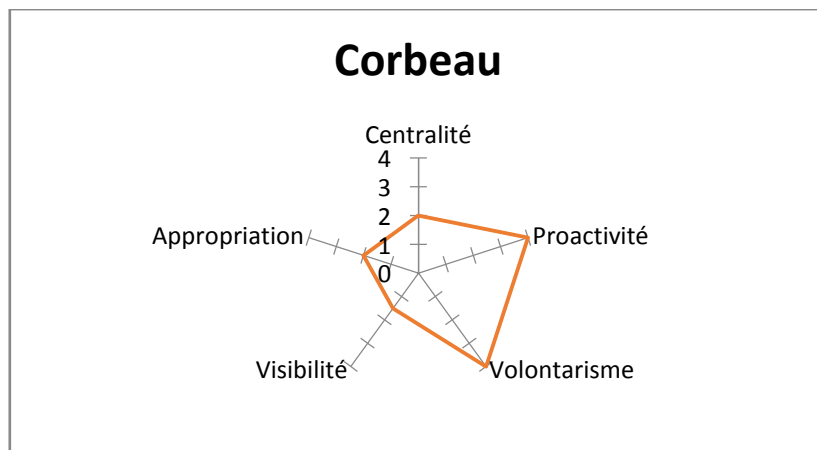 Corbeau
Centralité
4
3
2
1
0
Appropriation
Proactivité
Visibilité
Volontarisme